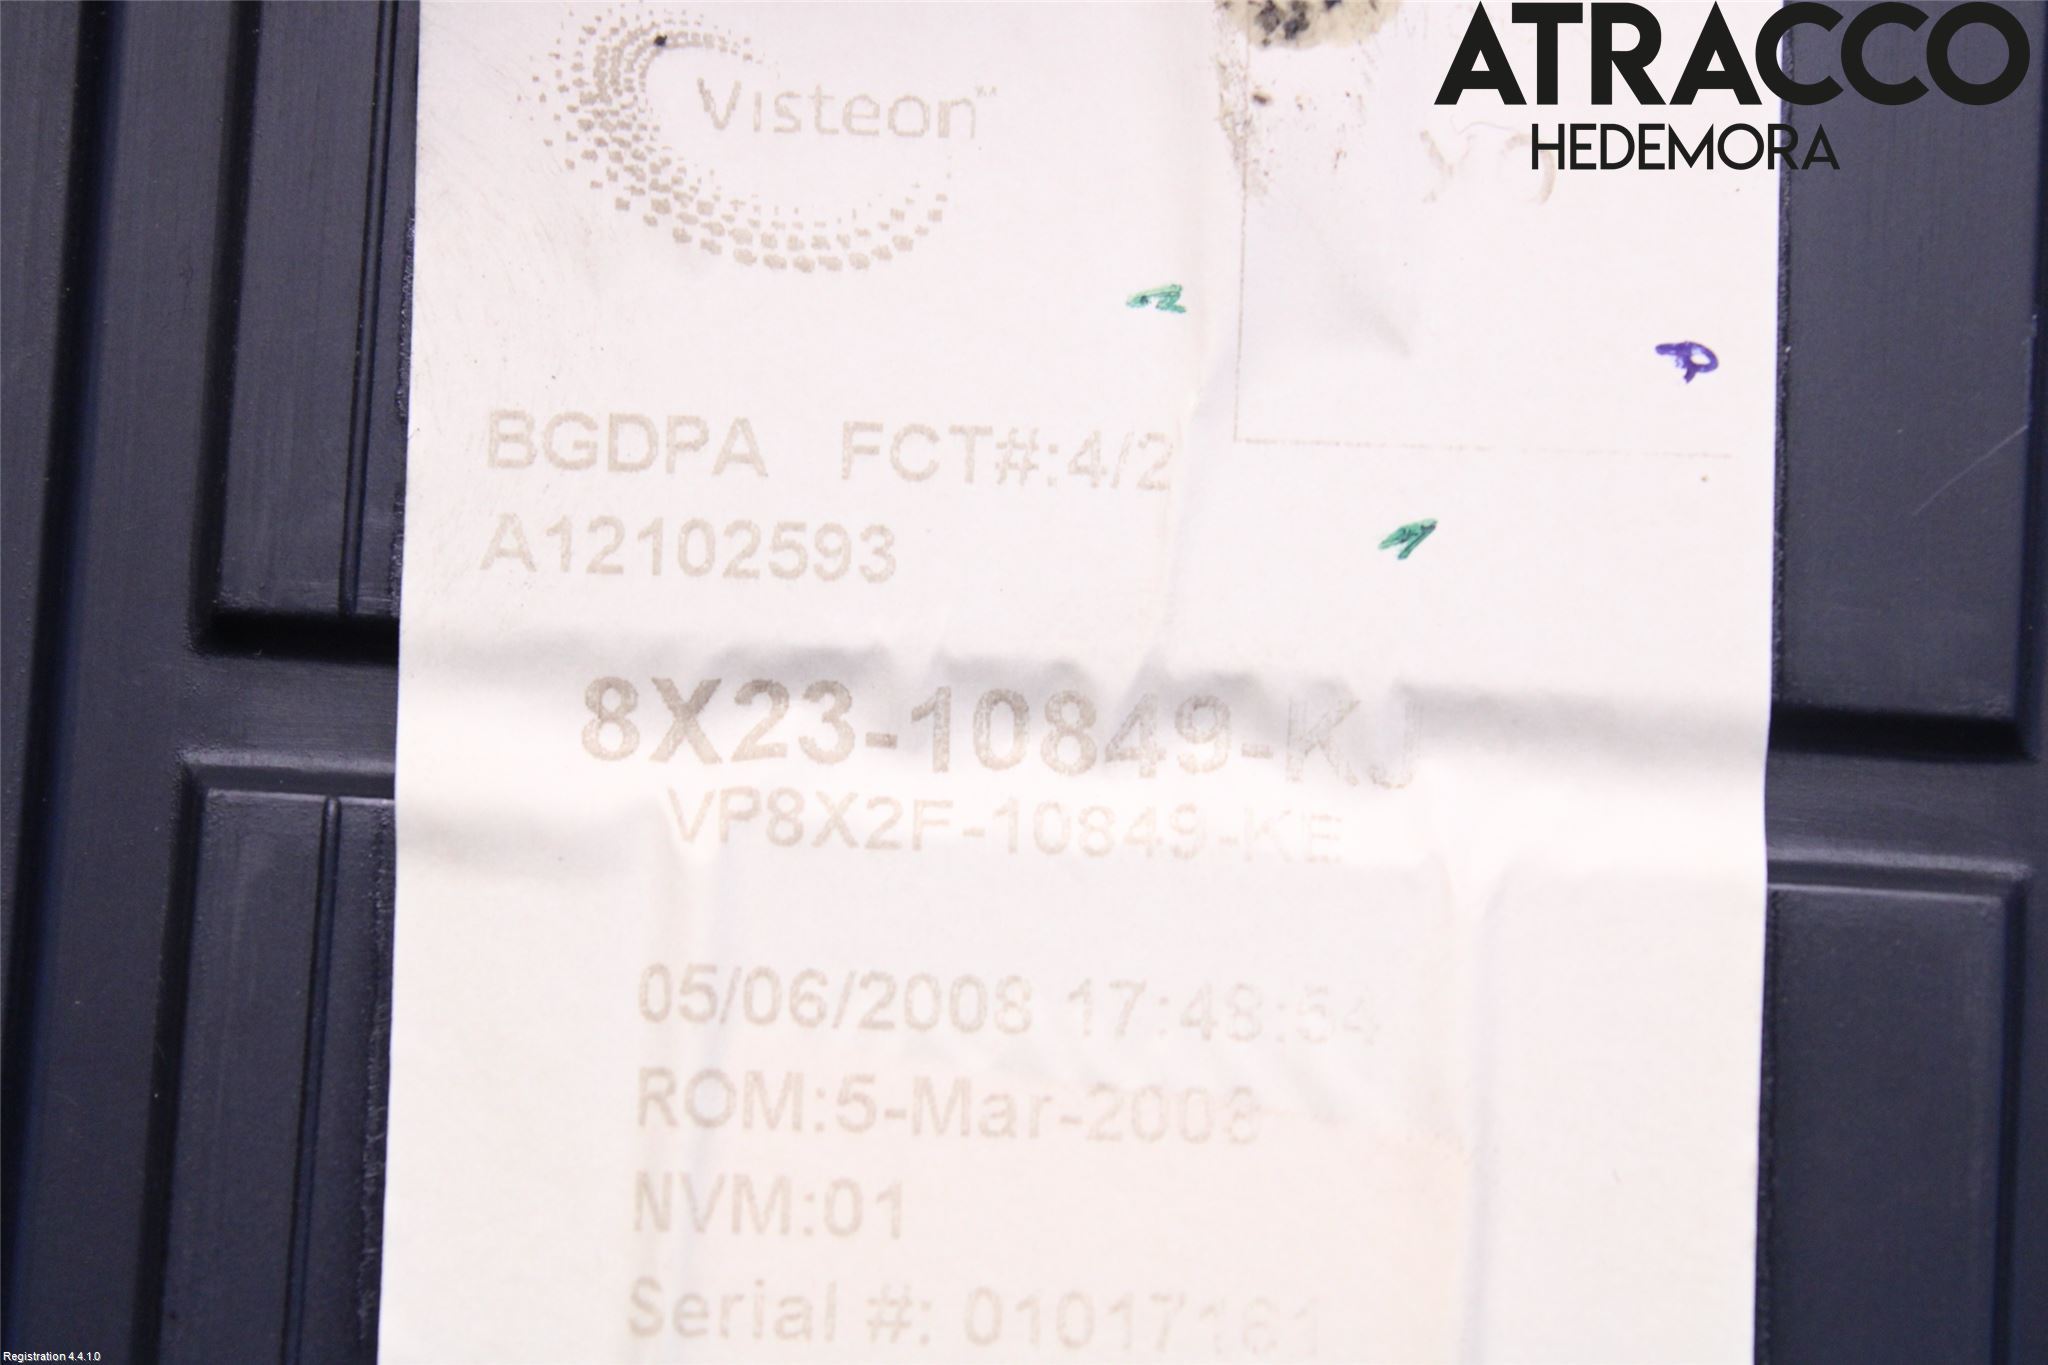 ATRACCO
HEDEMORA
Visteon™
BGDPA FCT#:4/2
A12102593
8X23-10849-KJ
VP8X2F-10849-KE
05/06/2008 17:48:54
ROM:5-Mar-2008
NVM:01
Serial #: 01017161
Registration 4.4.1.0